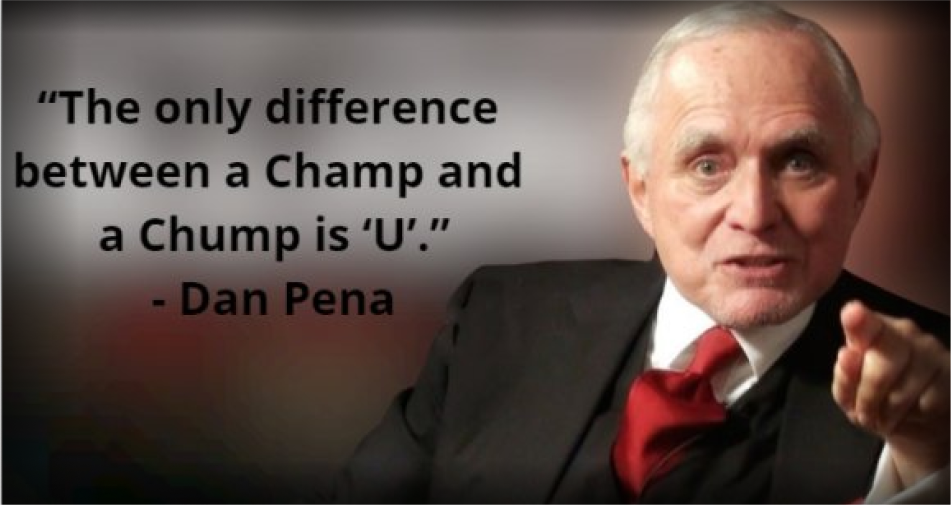 “The only difference
between a Champ and
a Chump is ‘U’.”
- Dan Pena